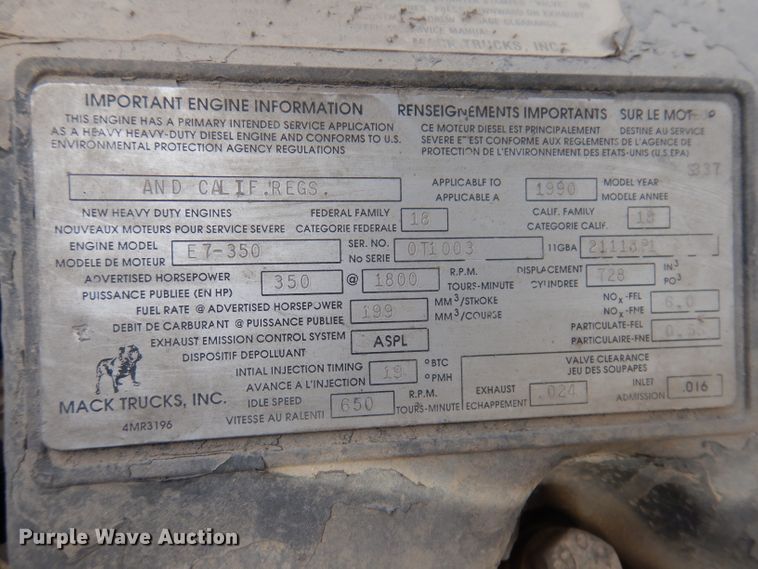 SERVICE MANUAL
MACK TRUCKS, INC.
IMPORTANT ENGINE INFORMATION
THIS ENGINE HAS A PRIMARY INTENDED SERVICE APPLICATION
AS A HEAVY HEAVY-DUTY DIESEL ENGINE AND CONFORMS TO U.S.
ENVIRONMENTAL PROTECTION AGENCY REGULATIONS
RENSEIGNEMENTS IMPORTANTS SUR LE
CE MOTEUR DIESEL EST PRINCIPALEMENT DESTINE AU SERVICE
SEVERE ET EST CONFORME AUX REGLEMENTS DE L'AGENCE DE
PROTECTION DE L'ENVIRONNEMENT DES ETATS-UNIS (U.S.EPA)
AND CALIF.REGS.
APPLICABLE TO
APPLICABLE A
1990
MODEL YEAR
MODELE ANNEE
NEW HEAVY DUTY ENGINES
NOUVEAUX MOTEURS POUR SERVICE SEVERE
FEDERAL FAMILY
CATEGORIE FEDERALE
18
CALIF. FAMILY
CATEGORIE CALIF.
18
ENGINE MODEL
MODELE DE MOTEUR
E7-350
SER. NO.
No SERIE
0T1003
11GBA
ADVERTISED HORSEPOWER
PUISSANCE PUBLIEE (EN HP)
350 @ 1800
R.P.M.
TOURS-MINUTE
DISPLACEMENT
CYLINDREE
728
IN³
PO³
FUEL RATE @ ADVERTISED HORSEPOWER
DEBIT DE CARBURANT @ PUISSANCE PUBLIEE
199
MM³/STROKE
MM³/COURSE
NOx-FEL
NOx-FNE
6.0
EXHAUST EMISSION CONTROL SYSTEM
DISPOSITIF DEPOLLUANT
ASPL
PARTICULATE-FEL
PARTICULAIRE-FNE
INTIAL INJECTION TIMING
AVANCE A L'INJECTION
19
°BTC
°PMH
VALVE CLEARANCE
JEU DES SOUPAPES
IDLE SPEED
VITESSE AU RALENTI
650
R.P.M.
TOURS-MINUTE
EXHAUST
ECHAPPEMENT
.024
INLET
ADMISSION
.016
MACK TRUCKS, INC.
4MR3196
Purple Wave Auction